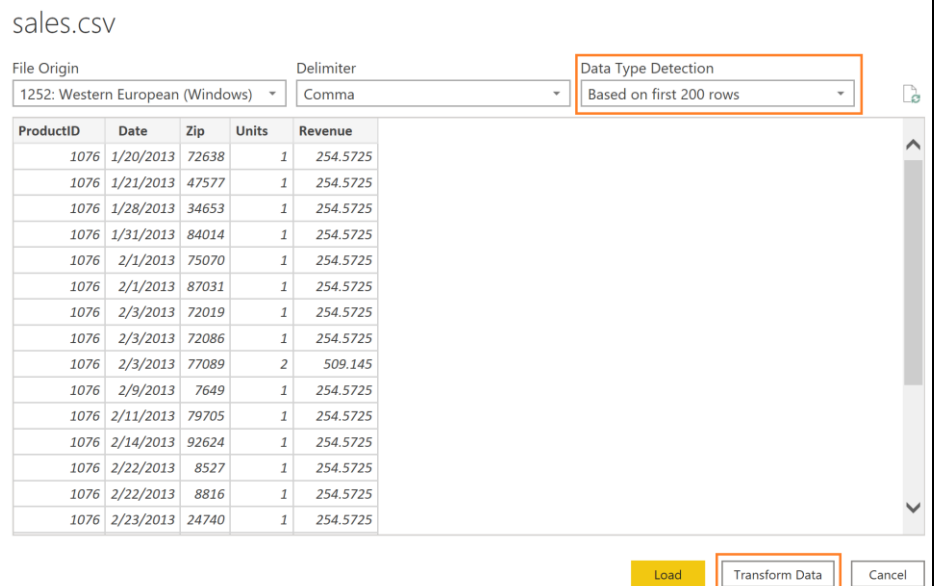 sales.csv
File Origin Delimiter Data Type Detection
1252: Western European (Windows) Comma Based on first 200 rows
ProductID Date Zip Units Revenue
1076 1/20/2013 72638 1 254.5725
1076 1/21/2013 47577 1 254.5725
1076 1/28/2013 34653 1 254.5725
1076 1/31/2013 84014 1 254.5725
1076 2/1/2013 75070 1 254.5725
1076 2/1/2013 87031 1 254.5725
1076 2/3/2013 72019 1 254.5725
1076 2/3/2013 72086 1 254.5725
1076 2/3/2013 77089 2 509.145
1076 2/9/2013 7649 1 254.5725
1076 2/11/2013 79705 1 254.5725
1076 2/14/2013 92624 1 254.5725
1076 2/22/2013 8527 1 254.5725
1076 2/22/2013 8816 1 254.5725
1076 2/23/2013 24740 1 254.5725
Load Transform Data Cancel